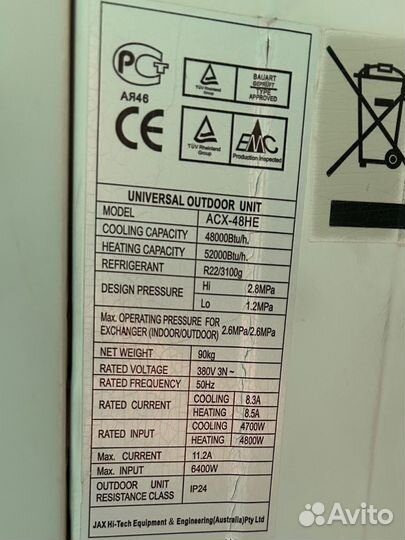 РСТ
АЯ46
TÜV Rheinland Group
BAUART GEPRÜFT
TYPE APPROVED
CE
TÜV Rheinland Group
EMC
Production Inspected
UNIVERSAL OUTDOOR UNIT
MODEL ACX-48HE
COOLING CAPACITY 48000Btu/h.
HEATING CAPACITY 52000Btu/h.
REFRIGERANT R22/3100g
DESIGN PRESSURE Hi 2.8MPa
Lo 1.2MPa
Max. OPERATING PRESSURE FOR
EXCHANGER (INDOOR/OUTDOOR) 2.6MPa/2.6MPa
NET WEIGHT 90kg
RATED VOLTAGE 380V 3N~
RATED FREQUENCY 50Hz
RATED CURRENT COOLING 8.3A
HEATING 8.5A
RATED INPUT COOLING 4700W
HEATING 4800W
Max. CURRENT 11.2A
Max. INPUT 6400W
OUTDOOR UNIT
RESISTANCE CLASS IP24
JAX Hi-Tech Equipment & Engineering(Australia)Pty Ltd
Avito